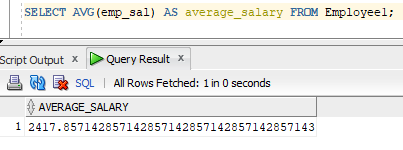 SELECT AVG(emp_sal) AS average_salary FROM Employee1;
Script Output x Query Result x
SQL | All Rows Fetched: 1 in 0 seconds
AVERAGE_SALARY
1 2417.857142857142857142857142857142857143